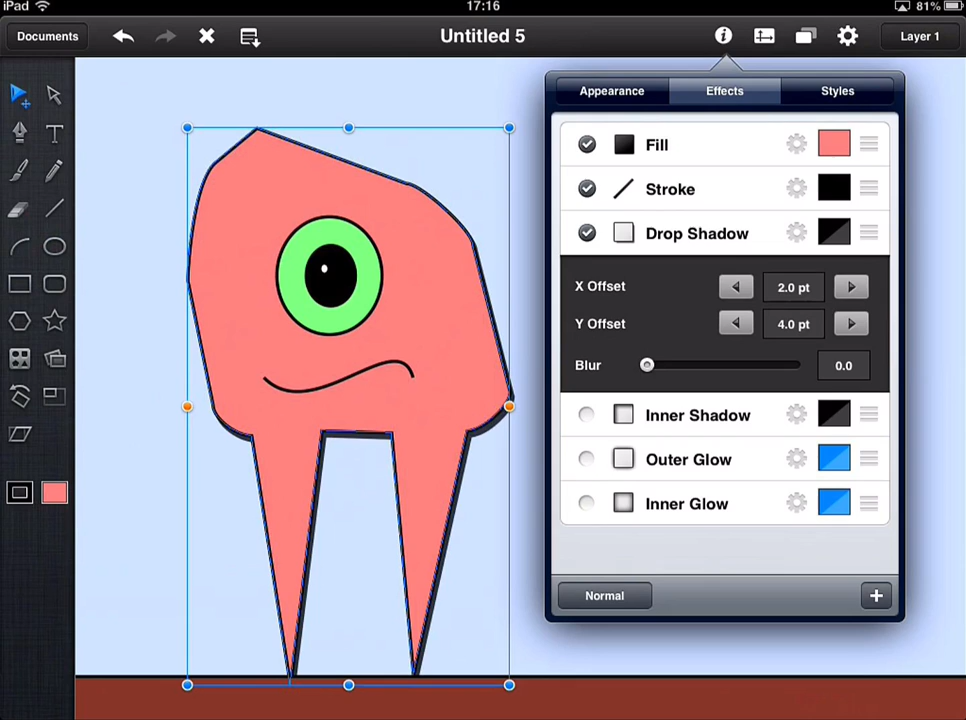 iPad 17:16 81%
Documents Untitled 5 Layer 1
Appearance Effects Styles
Fill
Stroke
Drop Shadow
X Offset 2.0 pt
Y Offset 4.0 pt
Blur 0.0
Inner Shadow
Outer Glow
Inner Glow
Normal +
T